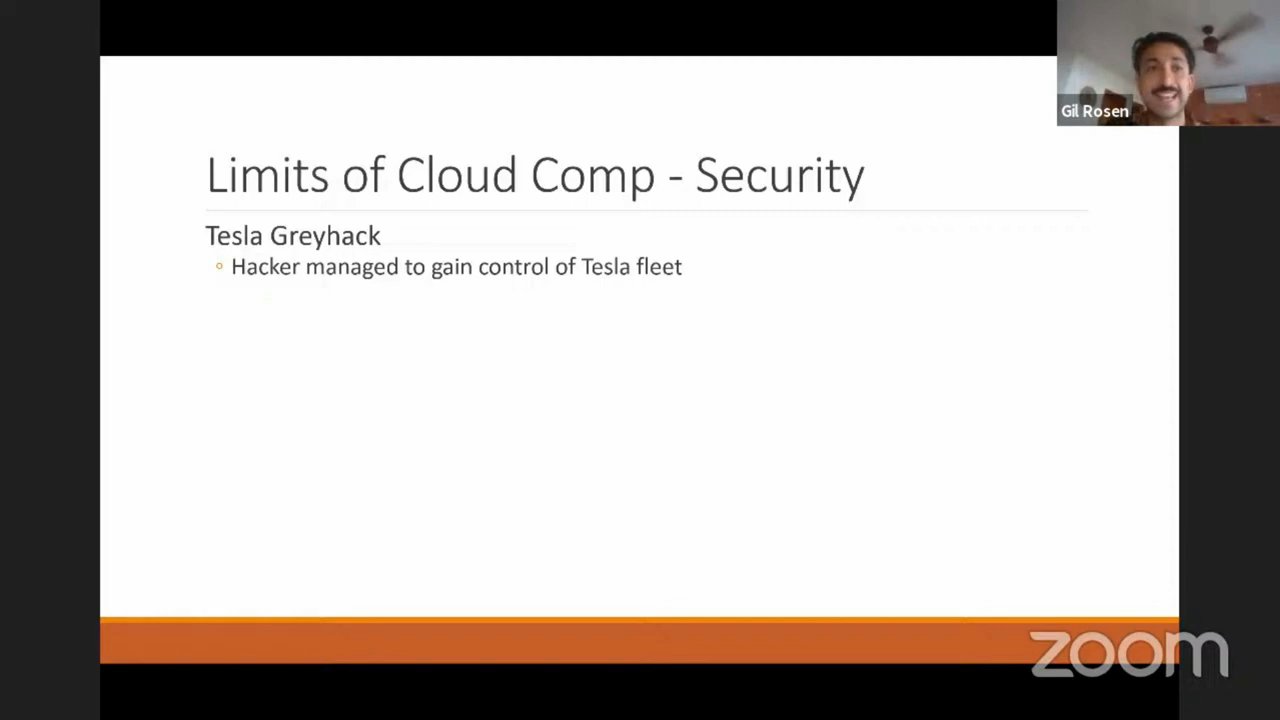 Gil Rosen
Limits of Cloud Comp - Security
Tesla Greyhack
Hacker managed to gain control of Tesla fleet
zoom